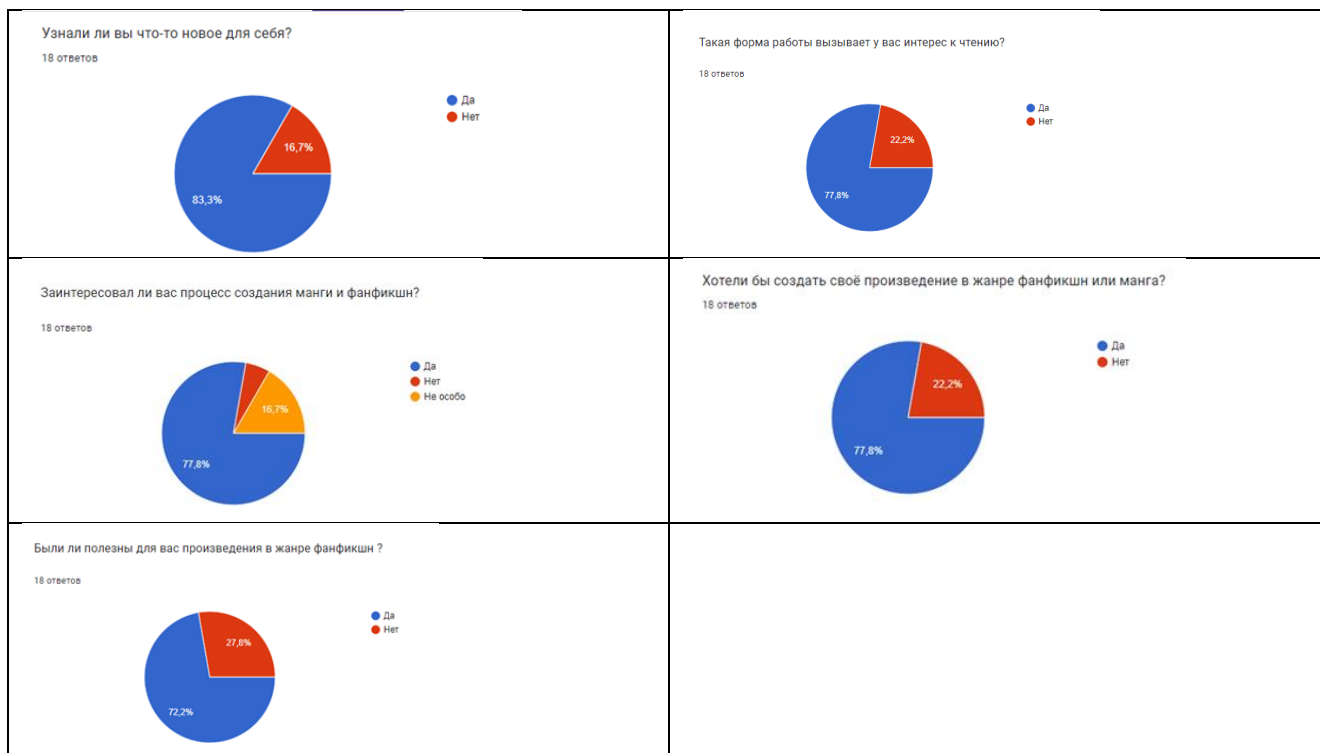 Узнали ли вы что-то новое для себя?
18 ответов
Да
Нет
16,7%
83,3%
Такая форма работы вызывает у вас интерес к чтению?
18 ответов
Да
Нет
22,2%
77,8%
Заинтересовал ли вас процесс создания манги и фанфикшн?
18 ответов
Да
Нет
Не особо
16,7%
77,8%
Хотели бы создать своё произведение в жанре фанфикшн или манга?
18 ответов
Да
Нет
22,2%
77,8%
Были ли полезны для вас произведения в жанре фанфикшн ?
18 ответов
Да
Нет
27,8%
72,2%